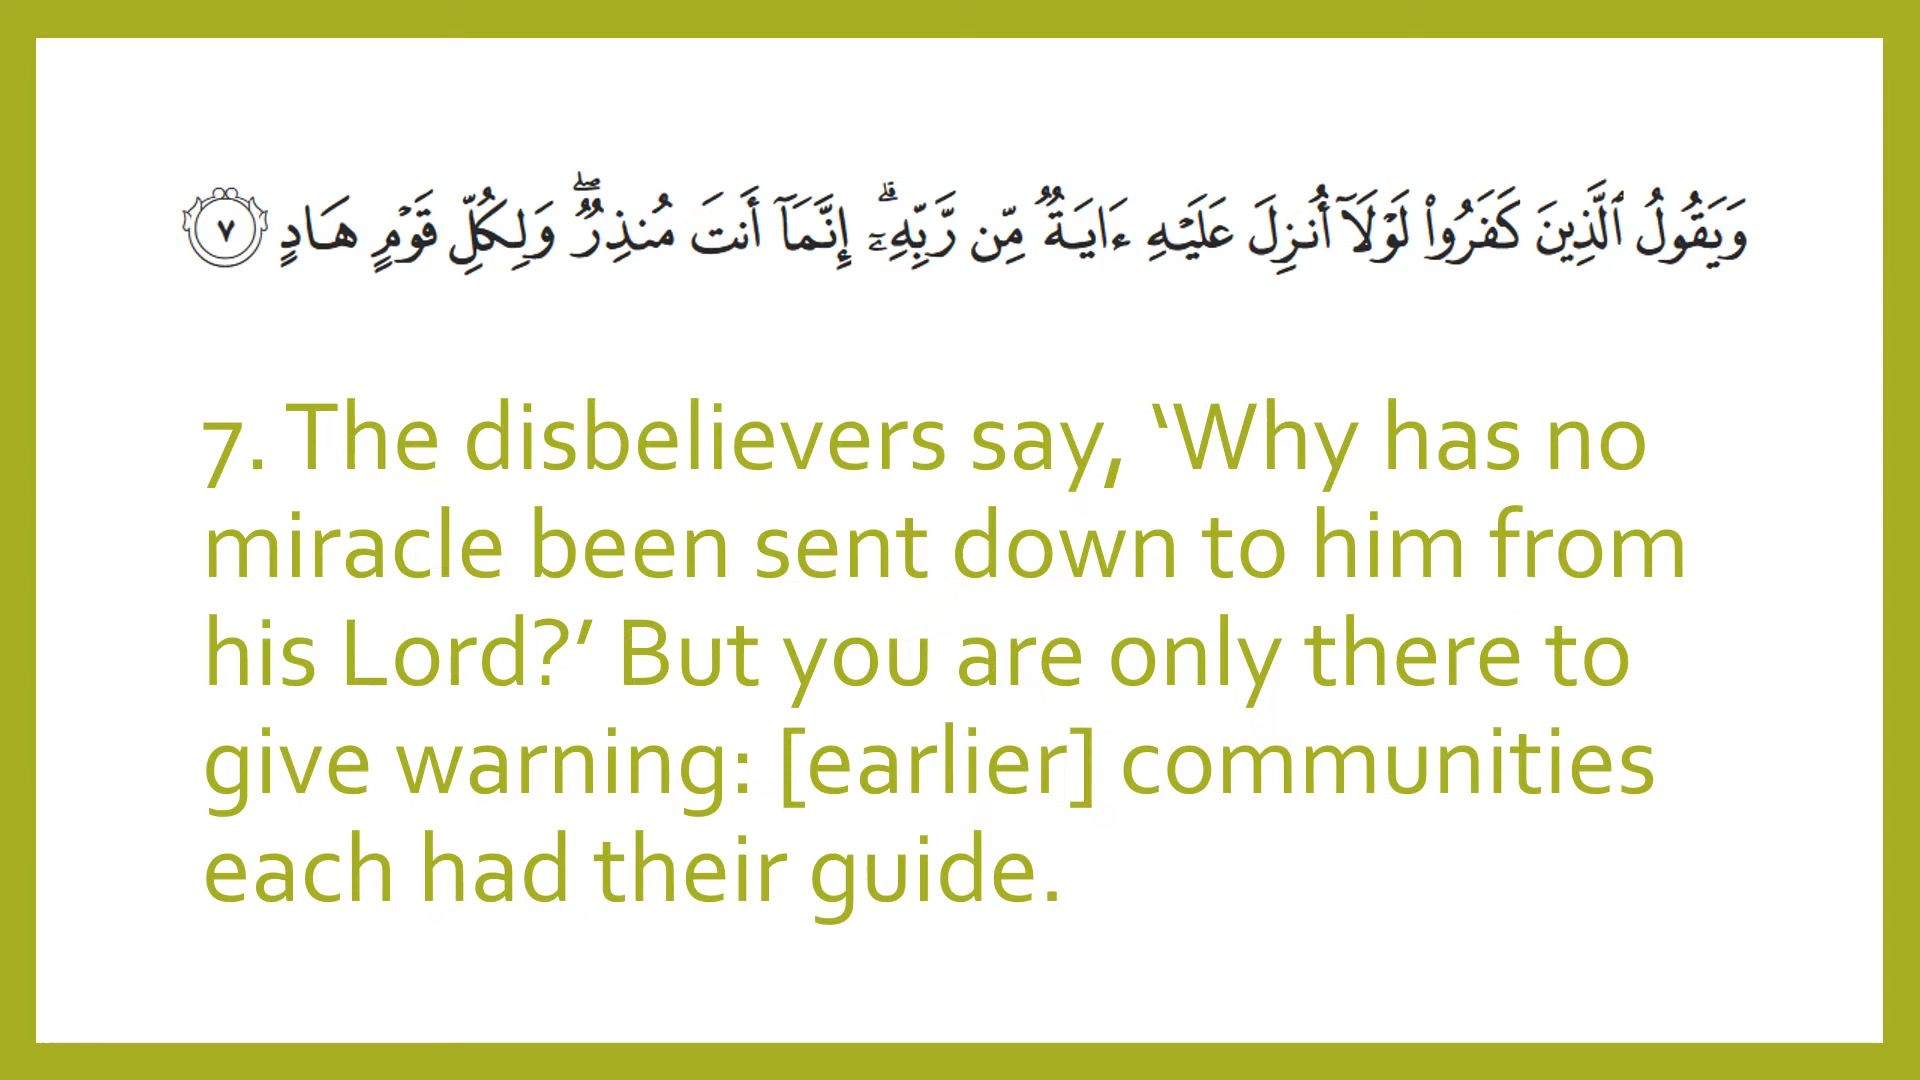 وَيَقُولُ ٱلَّذِينَ كَفَرُوا۟ لَوْلَآ أُنزِلَ عَلَيْهِ ءَايَةٌ مِّن رَّبِّهِۦٓ ۗ إِنَّمَآ أَنتَ مُنذِرٌ ۖ وَلِكُلِّ قَوْمٍ هَادٍ ٧
7. The disbelievers say, ‘Why has no
miracle been sent down to him from
his Lord?’ But you are only there to
give warning: [earlier] communities
each had their guide.